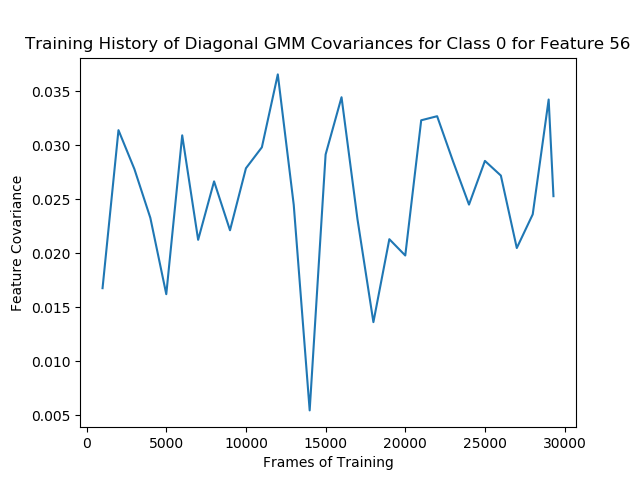 Training History of Diagonal GMM Covariances for Class 0 for Feature 56
0.035
0.030
0.025
0.020
0.015
0.010
0.005
Feature Covariance
0 5000 10000 15000 20000 25000 30000
Frames of Training